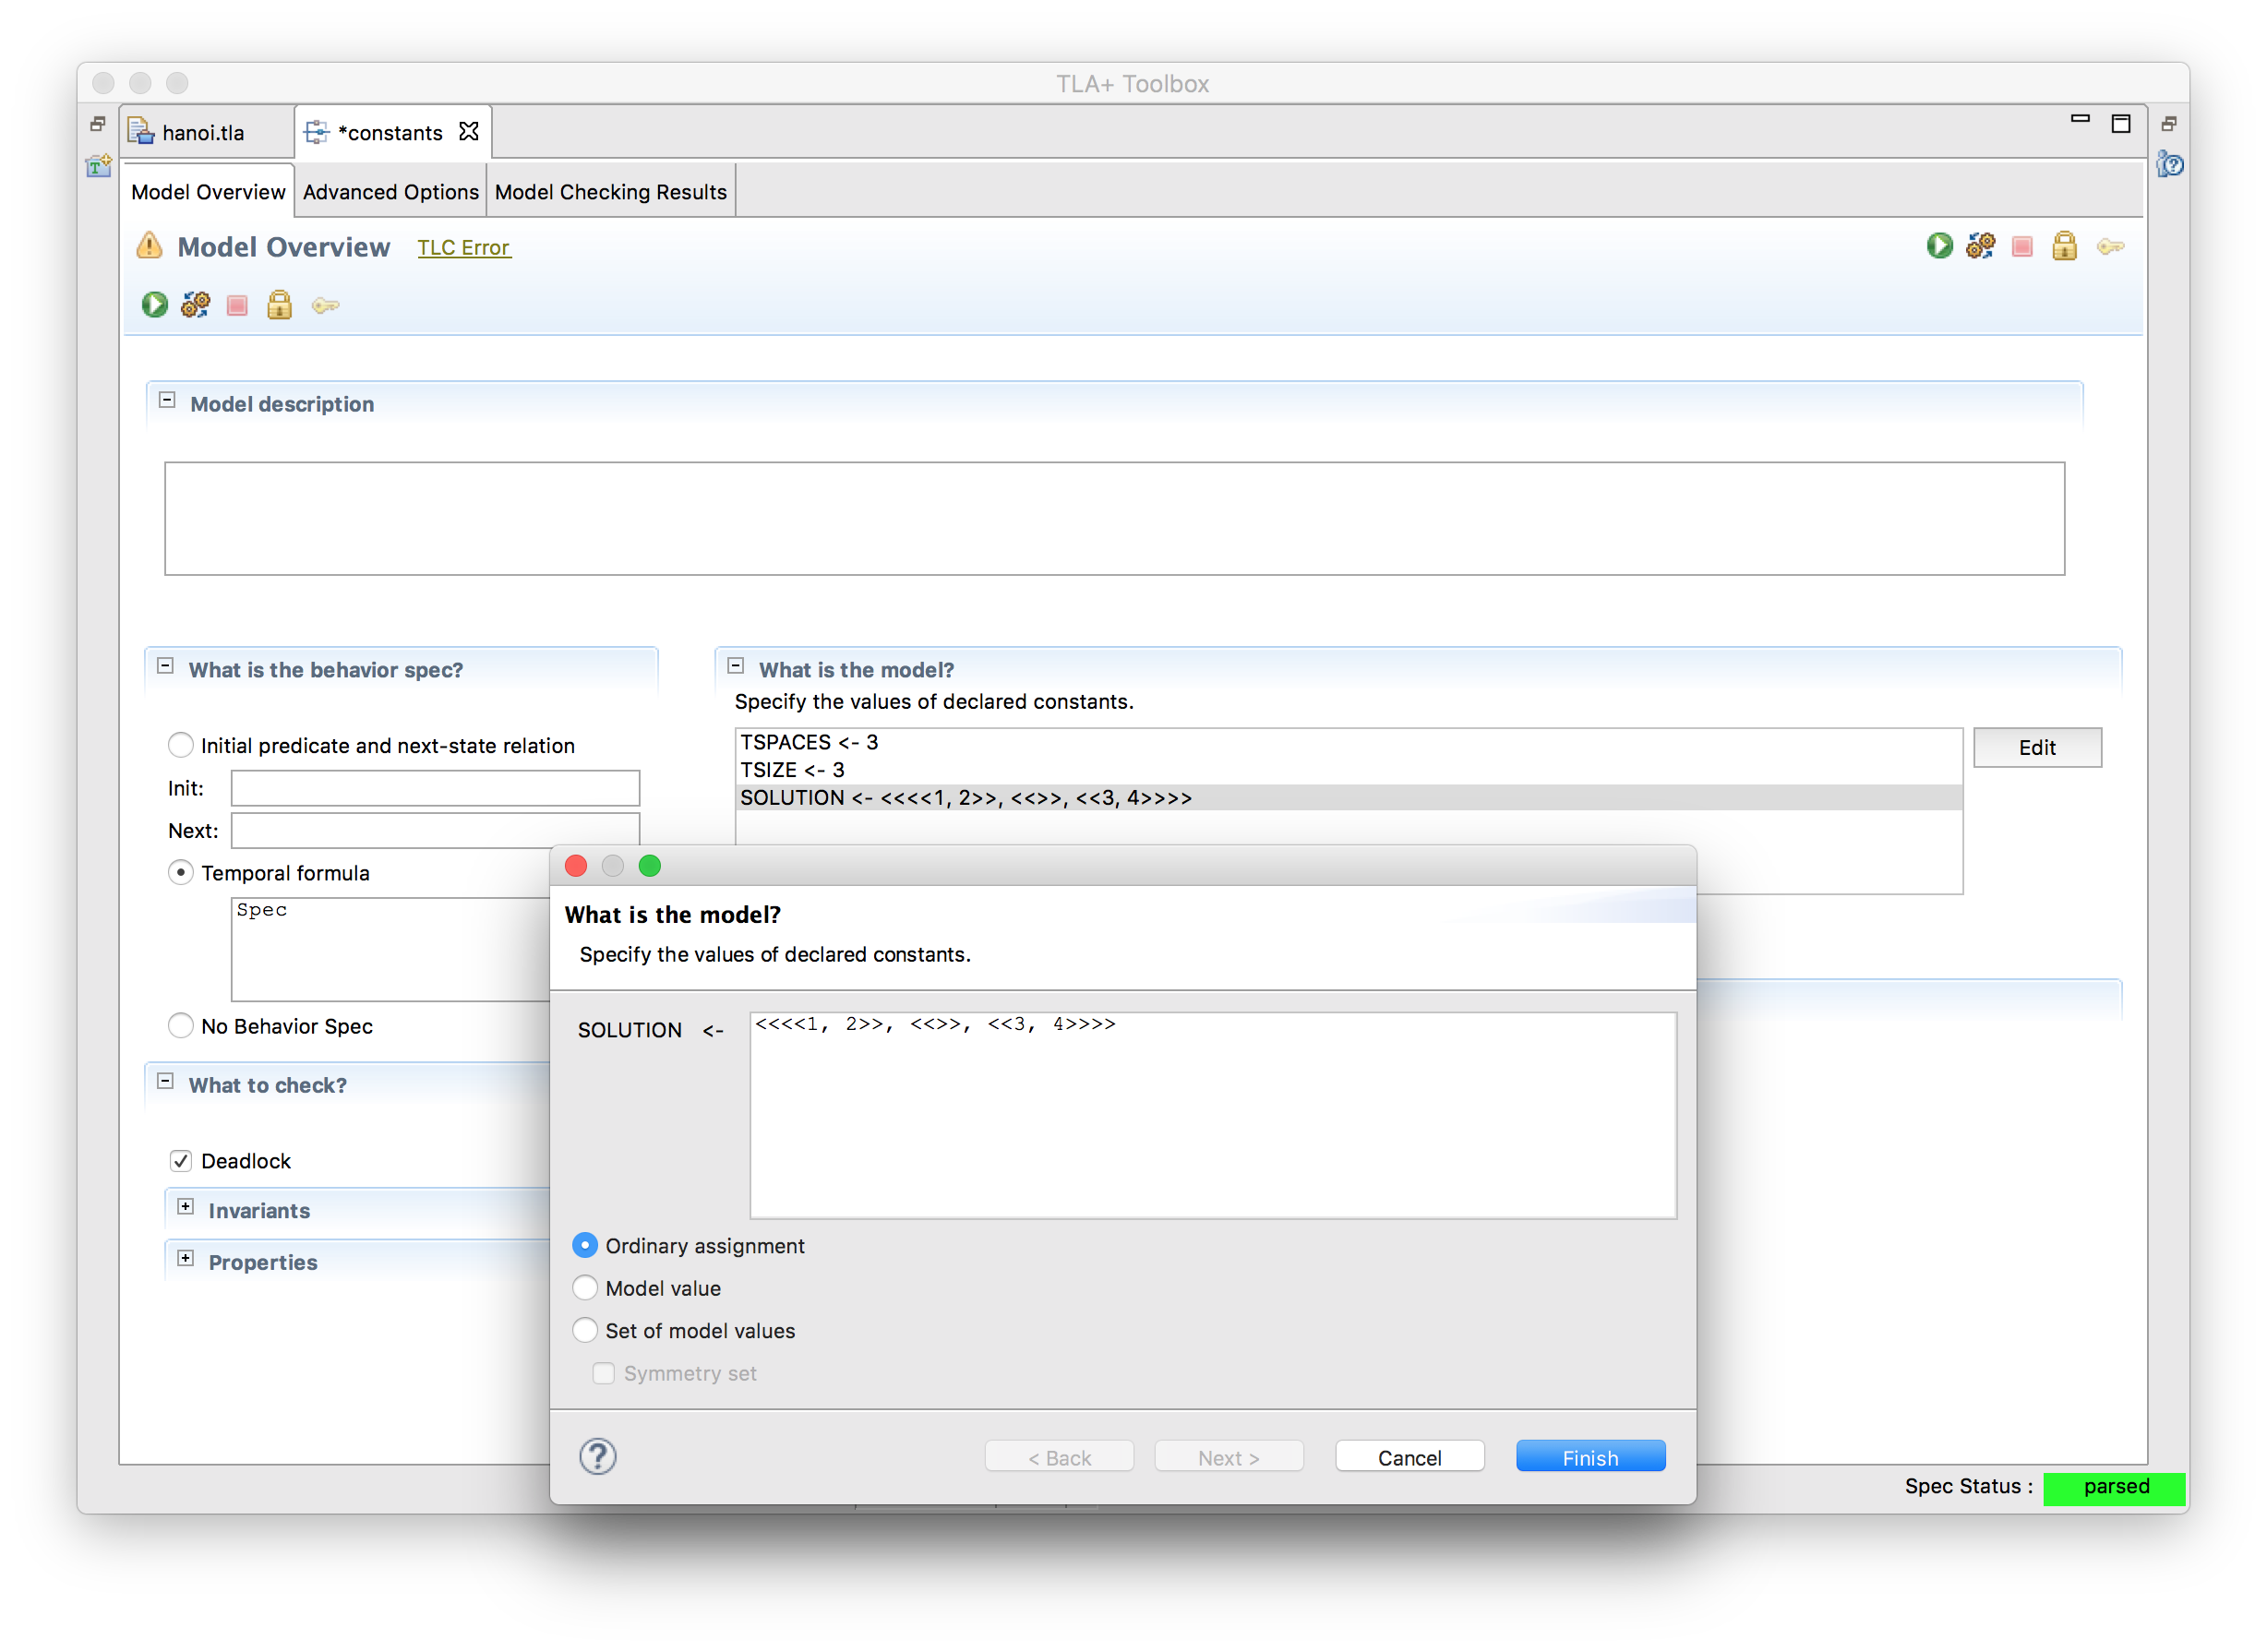 TLA+ Toolbox
hanoi.tla
*constants
Model Overview
Advanced Options
Model Checking Results
Model Overview
TLC Error
Model description
What is the behavior spec?
Initial predicate and next-state relation
Init:
Next:
Temporal formula
Spec
No Behavior Spec
What to check?
Deadlock
Invariants
Properties
What is the model?
Specify the values of declared constants.
TSPACES <- 3
TSIZE <- 3
SOLUTION <- <<<<1, 2>>, <<>>, <<3, 4>>>>
Edit
What is the model?
Specify the values of declared constants.
SOLUTION <- <<<<1, 2>>, <<>>, <<3, 4>>>>
Ordinary assignment
Model value
Set of model values
Symmetry set
< Back
Next >
Cancel
Finish
Spec Status : parsed